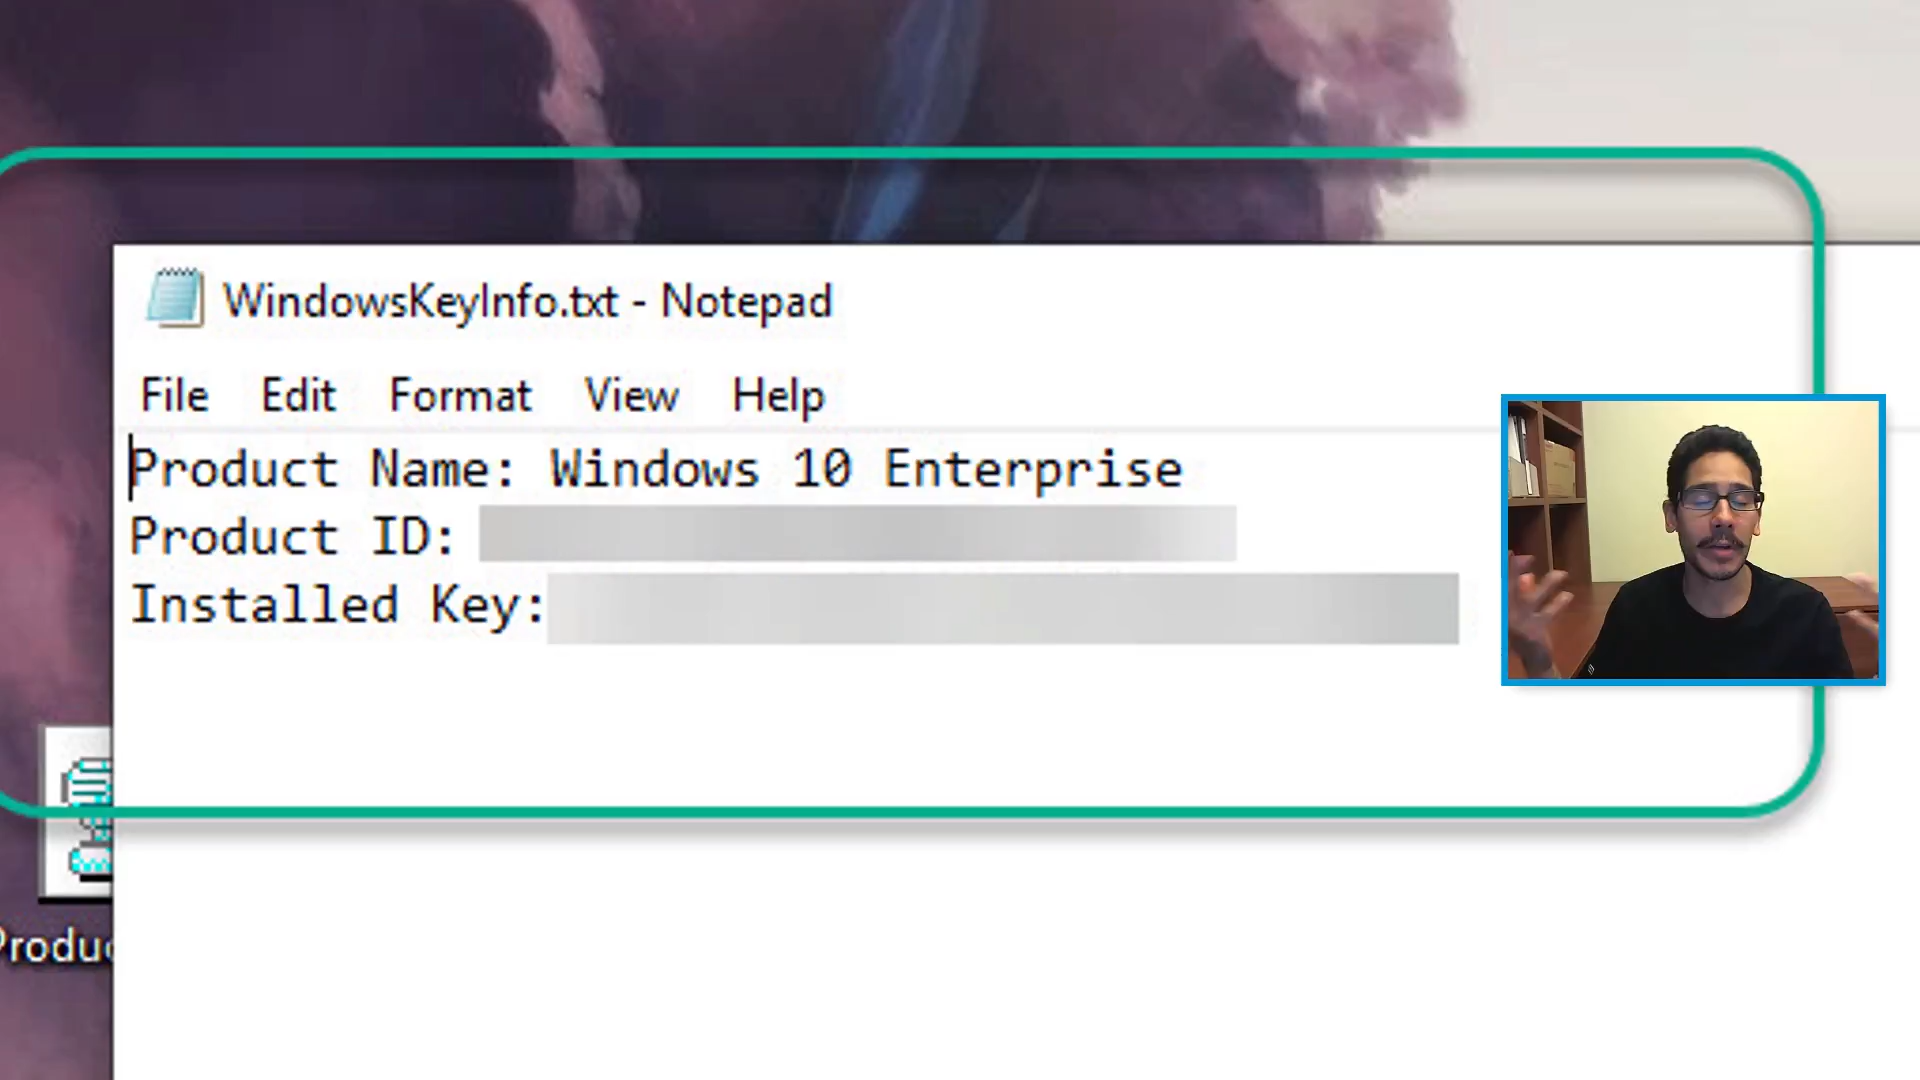 WindowsKeyInfo.txt - Notepad
File Edit Format View Help
Product Name: Windows 10 Enterprise
Product ID:
Installed Key: